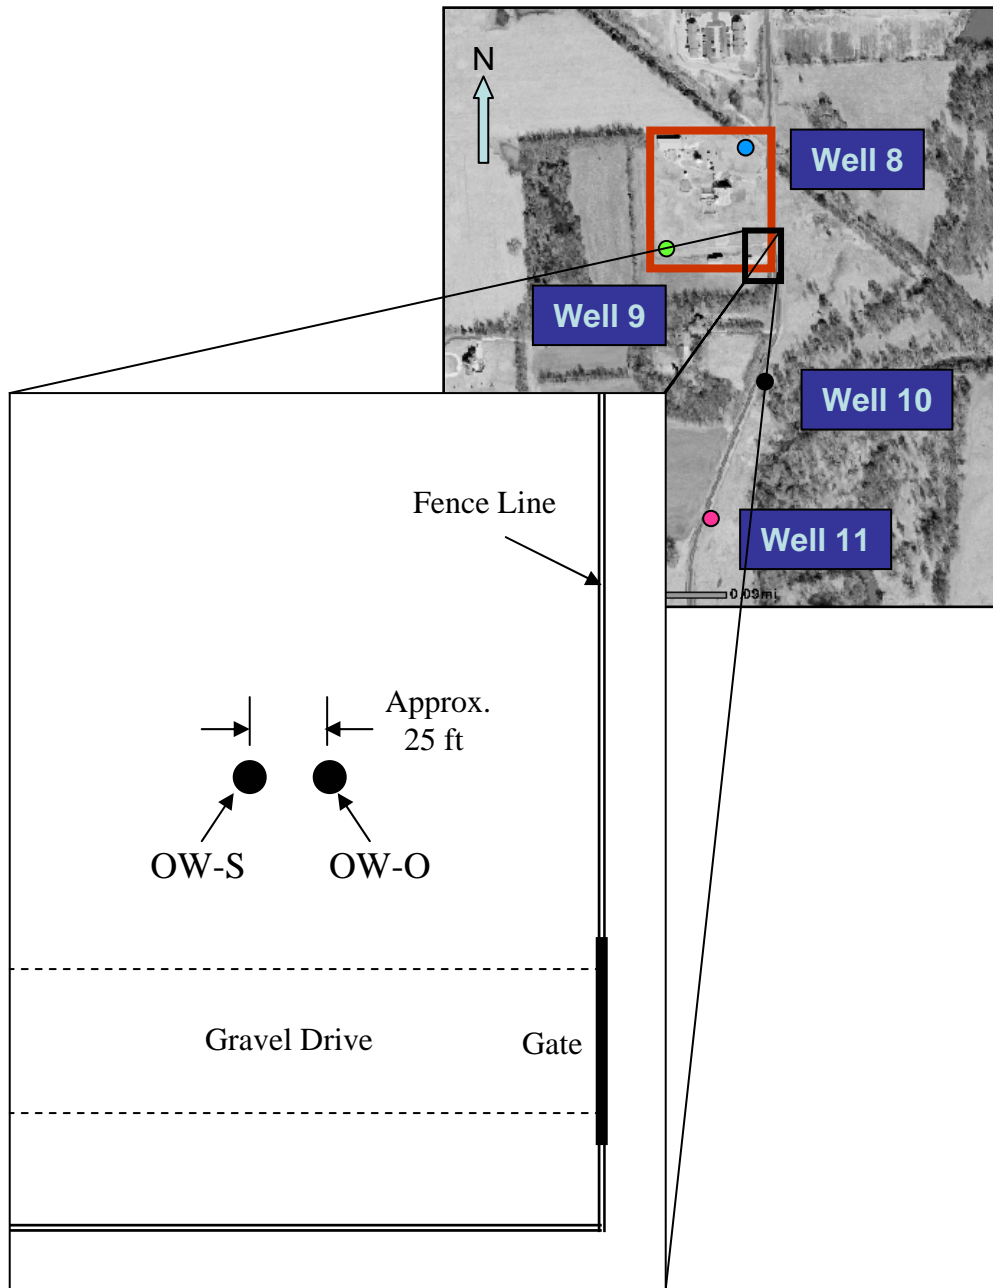 N
Well 8
Well 9
Well 10
Well 11
0.09mi
Fence Line
Approx.
25 ft
OW-S
OW-O
Gravel Drive
Gate